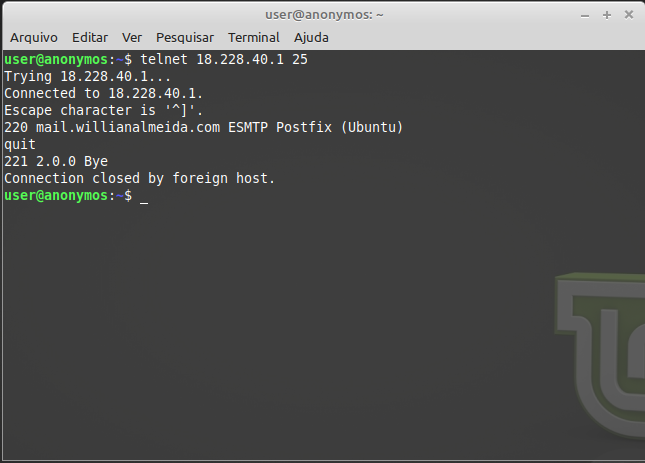 user@anonymos: ~
Arquivo Editar Ver Pesquisar Terminal Ajuda
user@anonymos:~$ telnet 18.228.40.1 25
Trying 18.228.40.1...
Connected to 18.228.40.1.
Escape character is '^]'.
220 mail.willianalmeida.com ESMTP Postfix (Ubuntu)
quit
221 2.0.0 Bye
Connection closed by foreign host.
user@anonymos:~$ _